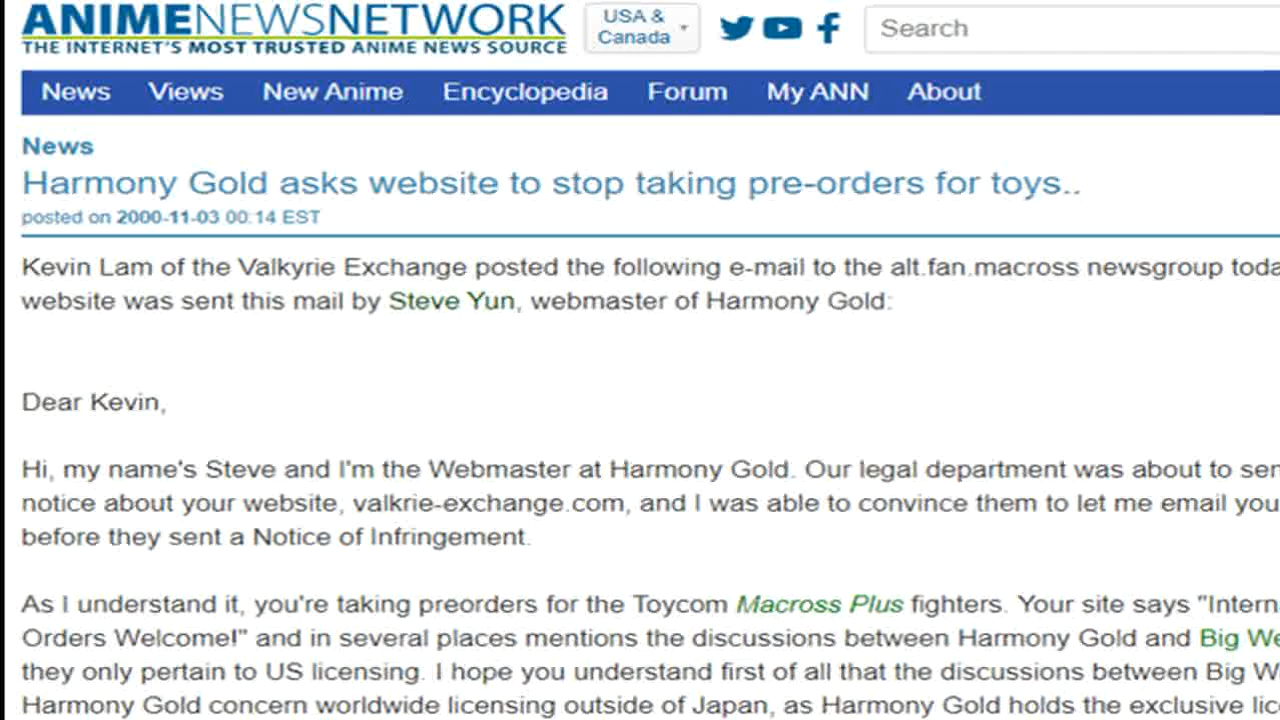 ANIMENEWSNETWORK
THE INTERNET'S MOST TRUSTED ANIME NEWS SOURCE
USA &
Canada
Search
News Views New Anime Encyclopedia Forum My ANN About
News
Harmony Gold asks website to stop taking pre-orders for toys..
posted on 2000-11-03 00:14 EST
Kevin Lam of the Valkyrie Exchange posted the following e-mail to the alt.fan.macross newsgroup toda
website was sent this mail by Steve Yun, webmaster of Harmony Gold:
Dear Kevin,
Hi, my name's Steve and I'm the Webmaster at Harmony Gold. Our legal department was about to sen
notice about your website, valkrie-exchange.com, and I was able to convince them to let me email you
before they sent a Notice of Infringement.
As I understand it, you're taking preorders for the Toycom Macross Plus fighters. Your site says "Intern
Orders Welcome!" and in several places mentions the discussions between Harmony Gold and Big We
they only pertain to US licensing. I hope you understand first of all that the discussions between Big W
Harmony Gold concern worldwide licensing outside of Japan, as Harmony Gold holds the exclusive lic